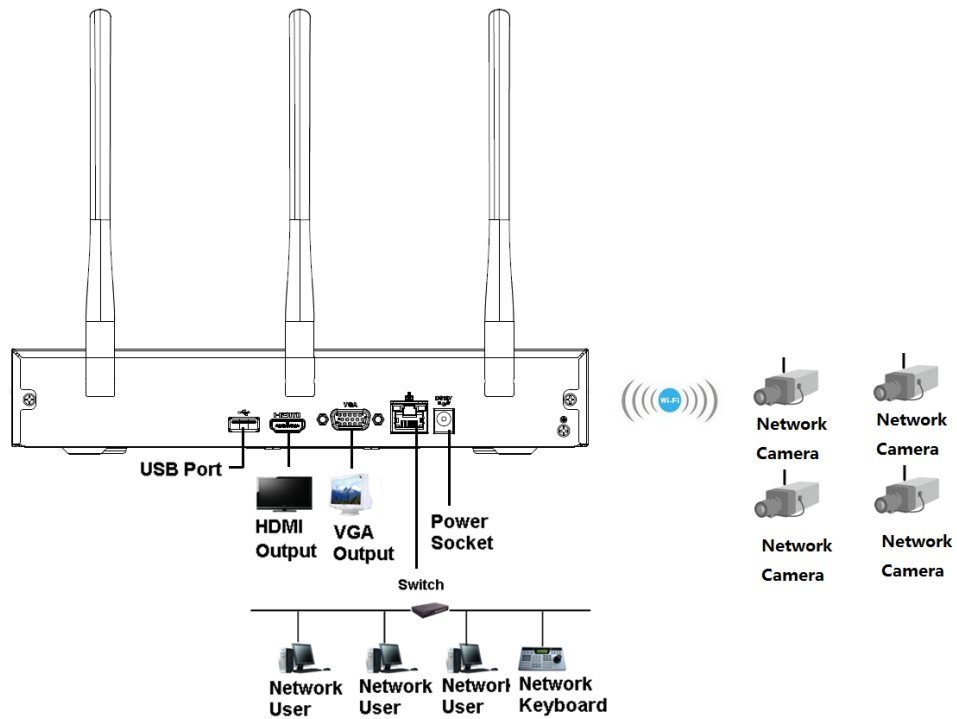 HDMI
VGA
USB Port
HDMI
Output
VGA
Output
Power
Socket
Switch
Network
User
Network
User
Network
User
Network
Keyboard
Wi-Fi
Network
Camera
Network
Camera
Network
Camera
Network
Camera